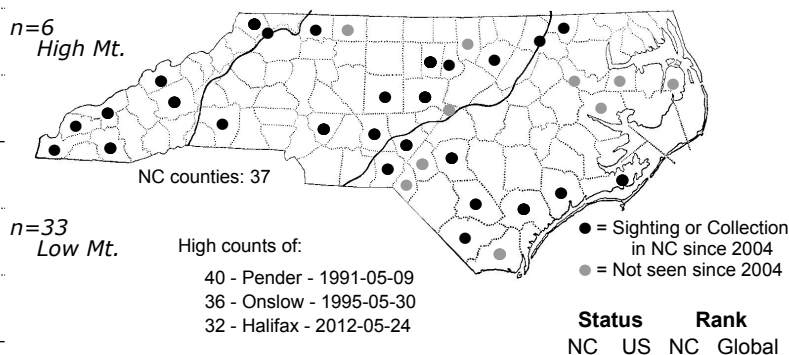 n=6
High Mt.
NC counties: 37
n=33
Low Mt.
High counts of:
40 - Pender - 1991-05-09
36 - Onslow - 1995-05-30
32 - Halifax - 2012-05-24
● = Sighting or Collection
in NC since 2004
● = Not seen since 2004
Status Rank
NC US NC Global